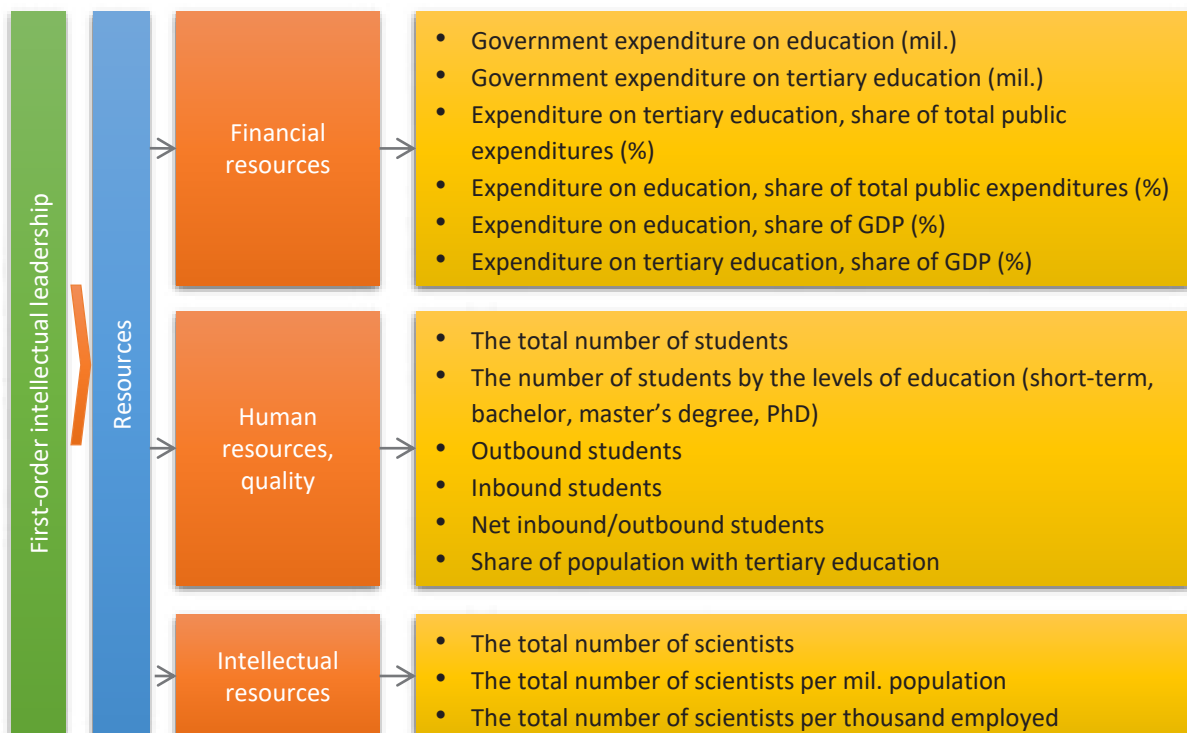 First-order intellectual leadership
Resources
Financial
resources
• Government expenditure on education (mil.)
• Government expenditure on tertiary education (mil.)
• Expenditure on tertiary education, share of total public
expenditures (%)
• Expenditure on education, share of total public expenditures (%)
• Expenditure on education, share of GDP (%)
• Expenditure on tertiary education, share of GDP (%)
Human
resources,
quality
• The total number of students
• The number of students by the levels of education (short-term,
bachelor, master’s degree, PhD)
• Outbound students
• Inbound students
• Net inbound/outbound students
• Share of population with tertiary education
Intellectual
resources
• The total number of scientists
• The total number of scientists per mil. population
• The total number of scientists per thousand employed